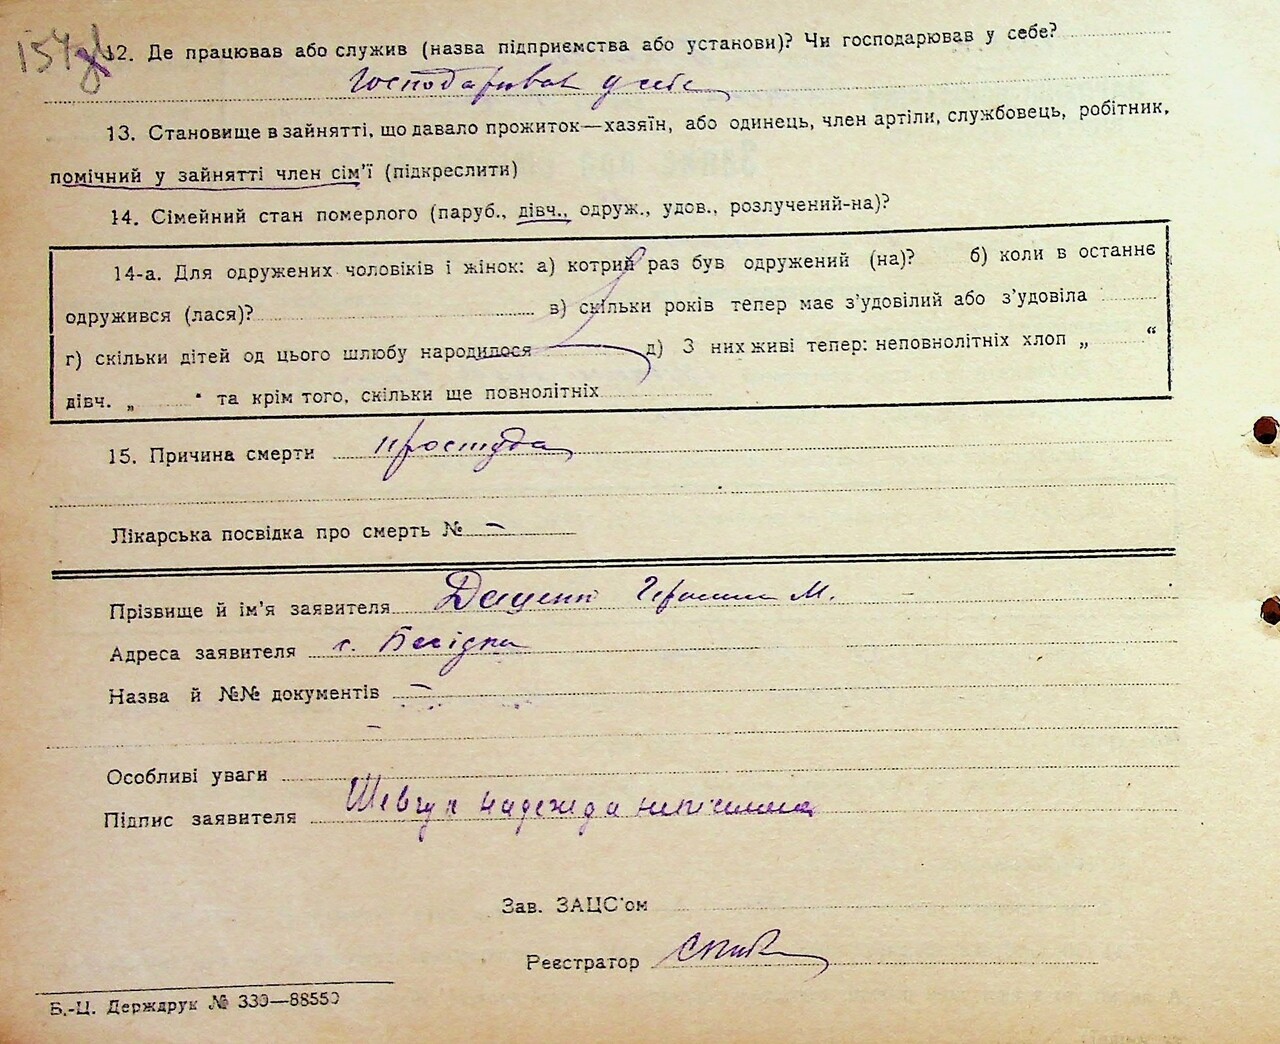 154
12. Де працював або служив (назва підприємства або установи)? Чи господарював у себе?
Господарював у себе
13. Становище в зайнятті, що давало прожиток—хазяїн, або одинець, член артіли, службовець, робітник,
помічний у зайнятті член сім'ї (підкреслити)
14. Сімейний стан померлого (паруб., дівч., одруж., удов., розлучений-на)?
14-а. Для одружених чоловіків і жінок: а) котрий раз був одружений (на)? б) коли в останнє
одружився (лася)? в) скільки років тепер має з'удовілий або з'удовіла
г) скільки дітей од цього шлюбу народилося д) З них живі тепер: неповнолітніх хлоп „ “
дівч. „ “ та крім того, скільки ще повнолітніх
15. Причина смерти простуда
Лікарська посвідка про смерть № —
Прізвище й ім'я заявителя Даценко М.
Адреса заявителя с. Бесідка
Назва й №№ документів —
—
Особливі уваги
Підпис заявителя Шевчук Надежда неписьмена
Зав. ЗАЦС'ом
Реєстратор
Б.-Ц. Держдрук № 330—88550